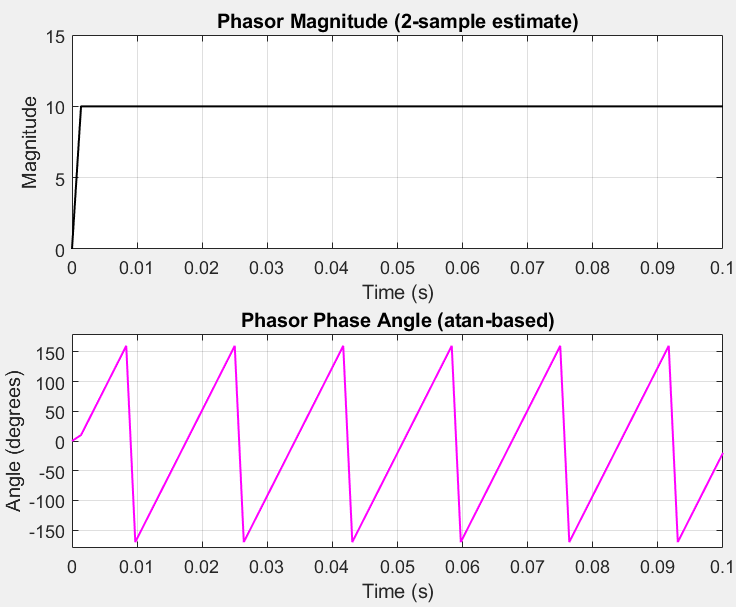 Phasor Magnitude (2-sample estimate)
15
10
5
0
Magnitude
0 0.01 0.02 0.03 0.04 0.05 0.06 0.07 0.08 0.09 0.1
Time (s)
Phasor Phase Angle (atan-based)
150
100
50
0
-50
-100
-150
Angle (degrees)
0 0.01 0.02 0.03 0.04 0.05 0.06 0.07 0.08 0.09 0.1
Time (s)